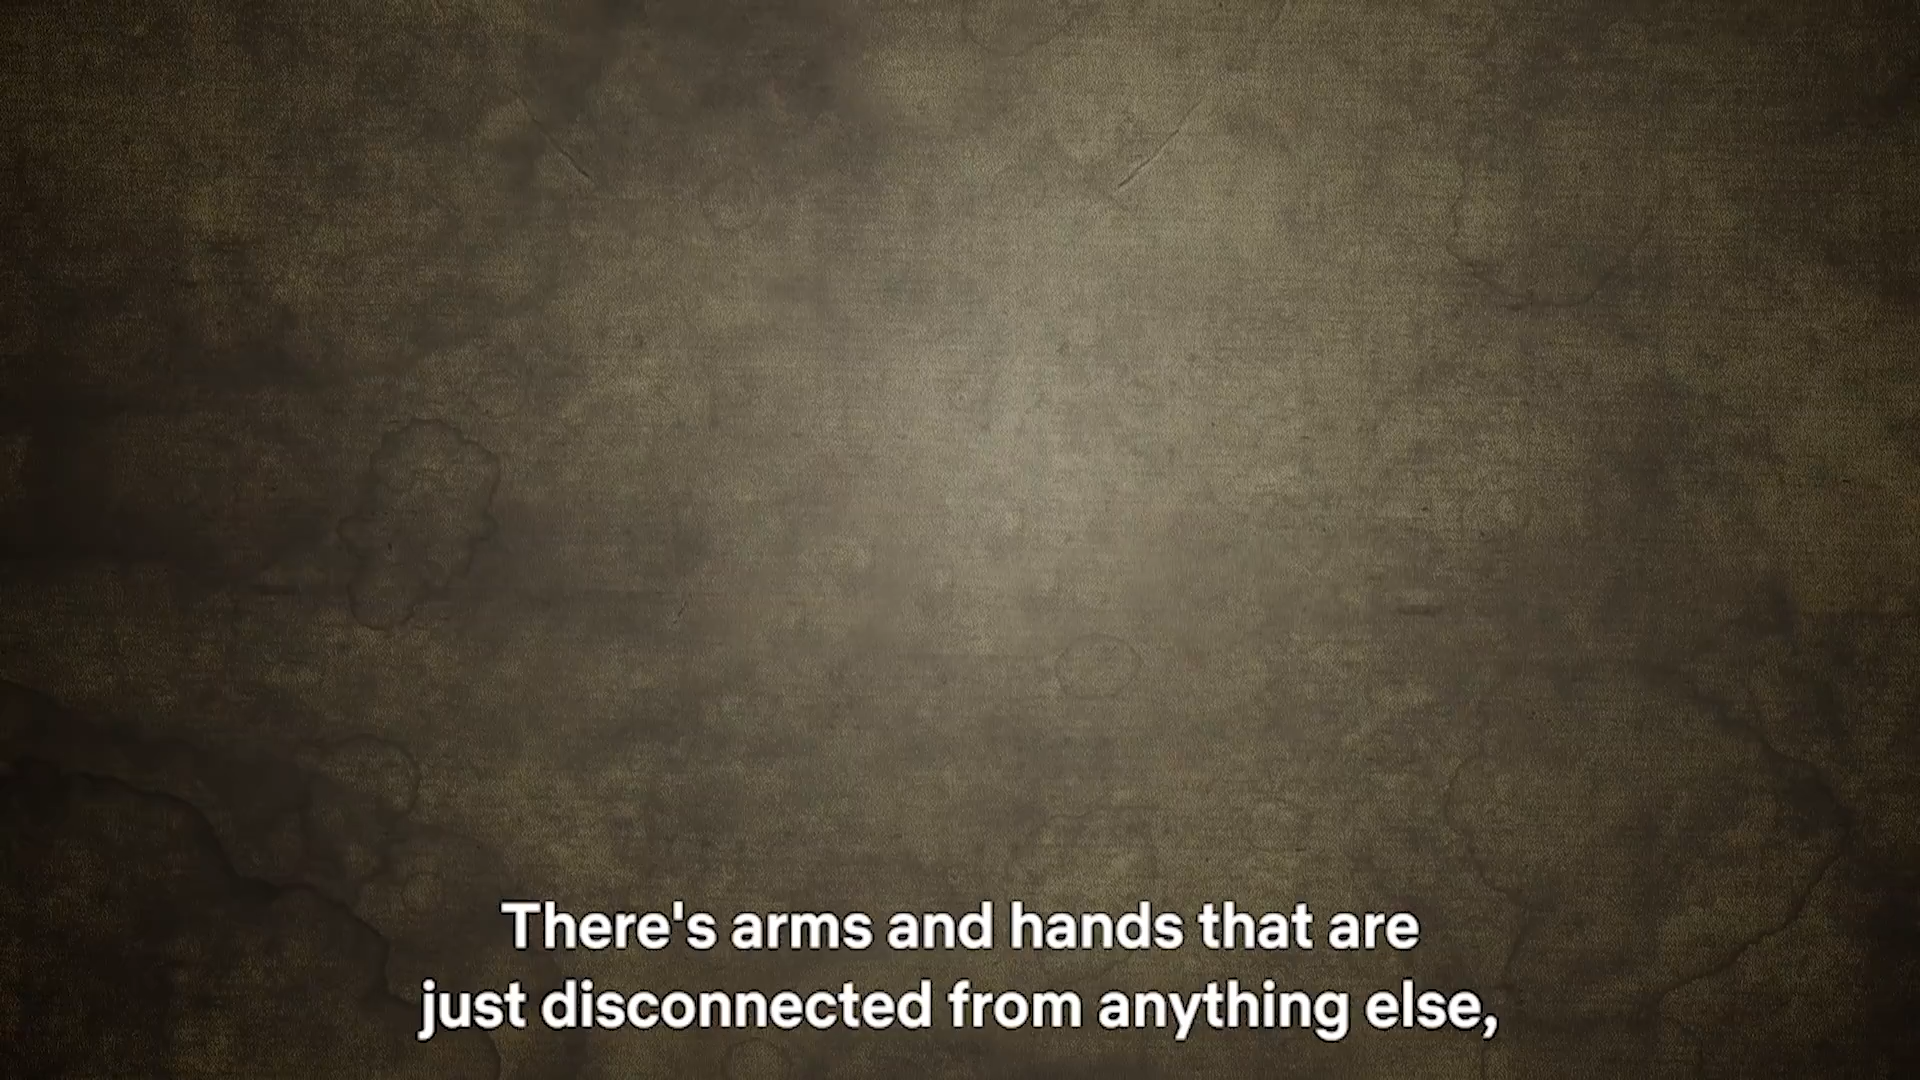 There's arms and hands that are
just disconnected from anything else,